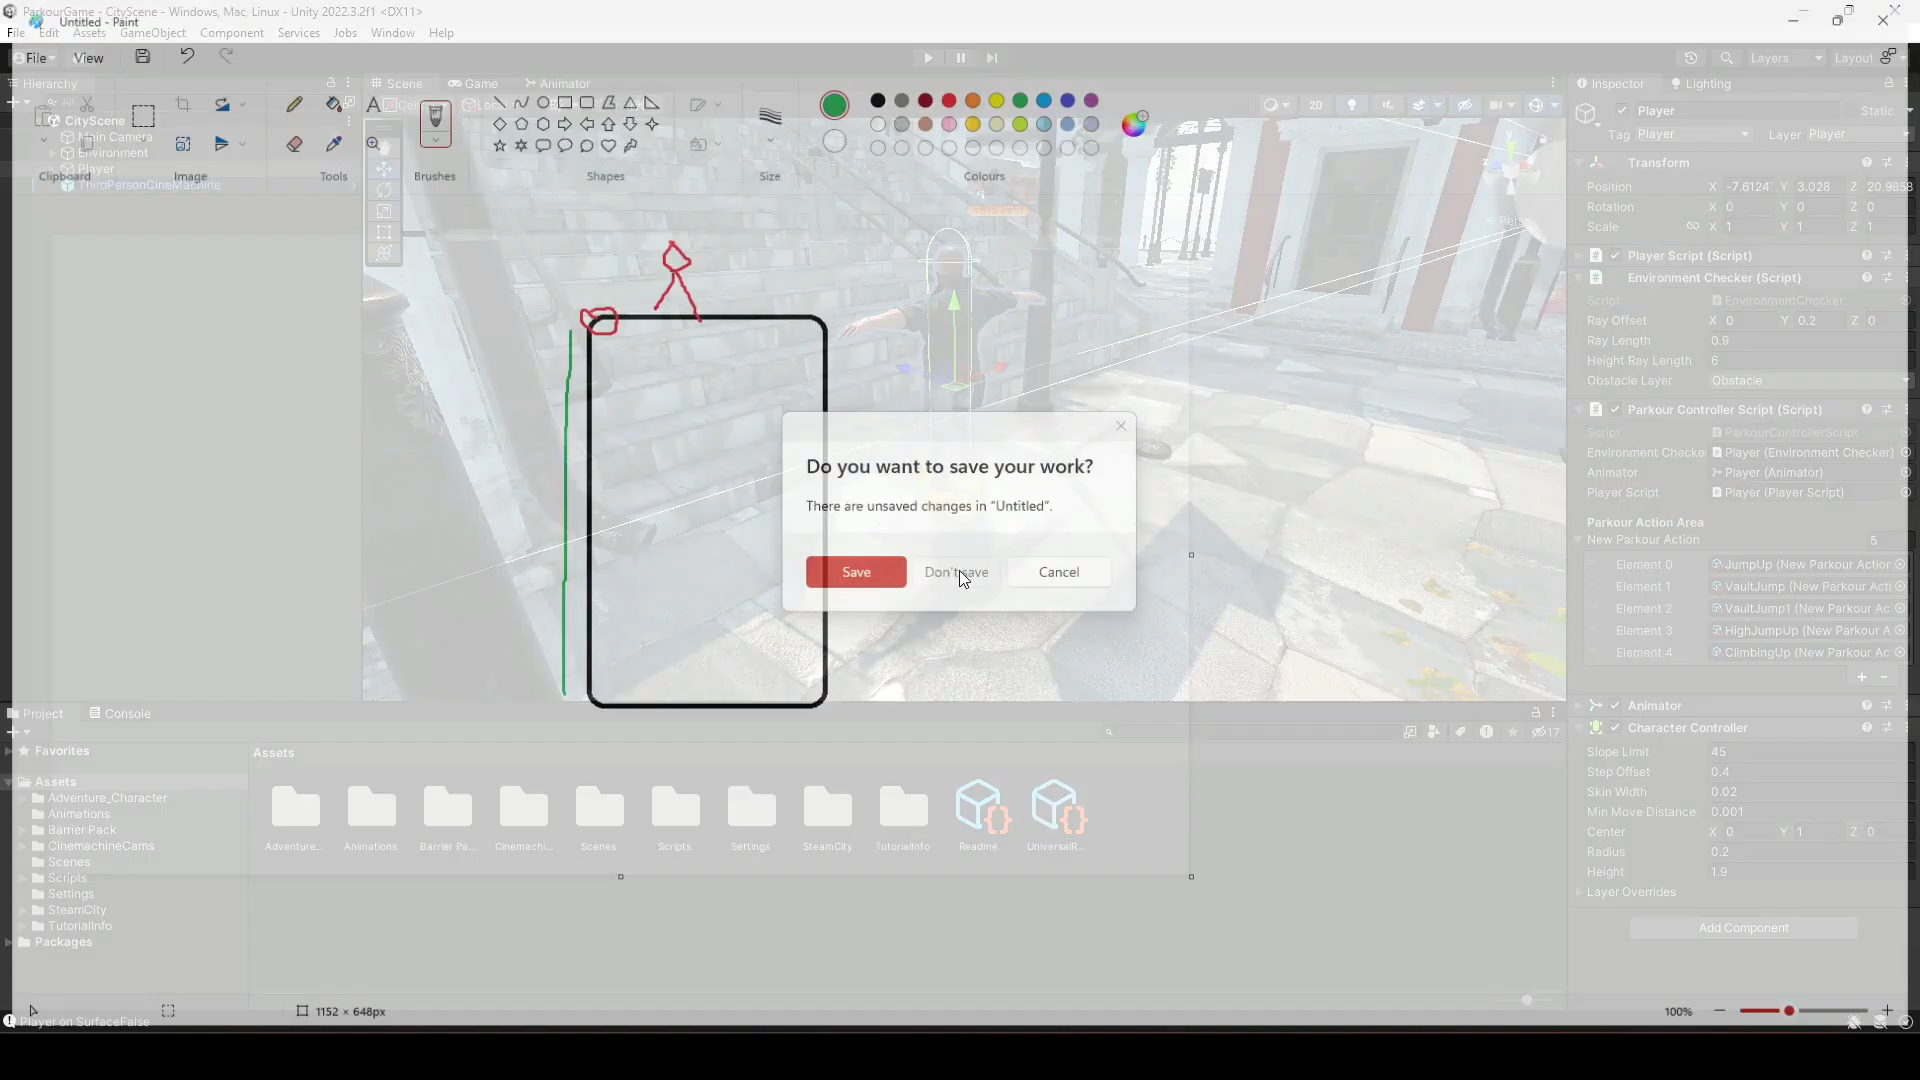 ParkourGame - CityScene - Windows, Mac, Linux - Unity 2022.3.2f1 <DX11>
Untitled - Paint
File Edit Assets GameObject Component Services Jobs Window Help
File View
Layers Layout
Hierarchy
Scene Game Animator
Inspector Lighting
All
2D
CityScene
Main Camera
Environment
Player
ThirdPersonCineMachine
Clipboard Image Tools Brushes Shapes Size Colours
Player Static
Tag Player Layer Player
Transform
Position X -7.6124 Y 3.028 Z 20.9858
Rotation X 0 Y 0 Z 0
Scale X 1 Y 1 Z 1
Player Script (Script)
Environment Checker (Script)
Script EnvironmentChecker
Ray Offset X 0 Y 0.2 Z 0
Ray Length 0.9
Height Ray Length 6
Obstacle Layer Obstacle
Parkour Controller Script (Script)
Script ParkourControllerScript
Environment Checke Player (Environment Checker)
Animator Player (Animator)
Player Script Player (Player Script)
Parkour Action Area
New Parkour Action 5
Element 0 JumpUp (New Parkour Action
Element 1 VaultJump (New Parkour Acti
Element 2 VaultJump1 (New Parkour Ac
Element 3 HighJumpUp (New Parkour A
Element 4 ClimbingUp (New Parkour Ac
Animator
Character Controller
Slope Limit 45
Step Offset 0.4
Skin Width 0.02
Min Move Distance 0.001
Center X 0 Y 1 Z 0
Radius 0.2
Height 1.9
Layer Overrides
Add Component
Do you want to save your work?
There are unsaved changes in “Untitled”.
Save Don't save Cancel
Project Console
17
Favorites
Assets
Adventure_Character
Animations
Barrier Pack
CinemachineCams
Scenes
Scripts
Settings
SteamCity
TutorialInfo
Packages
Assets
Adventure... Animations Barrier Pa... Cinemachi... Scenes Scripts Settings SteamCity TutorialInfo Readme UniversalR...
1152 × 648px
100%
Player on SurfaceFalse